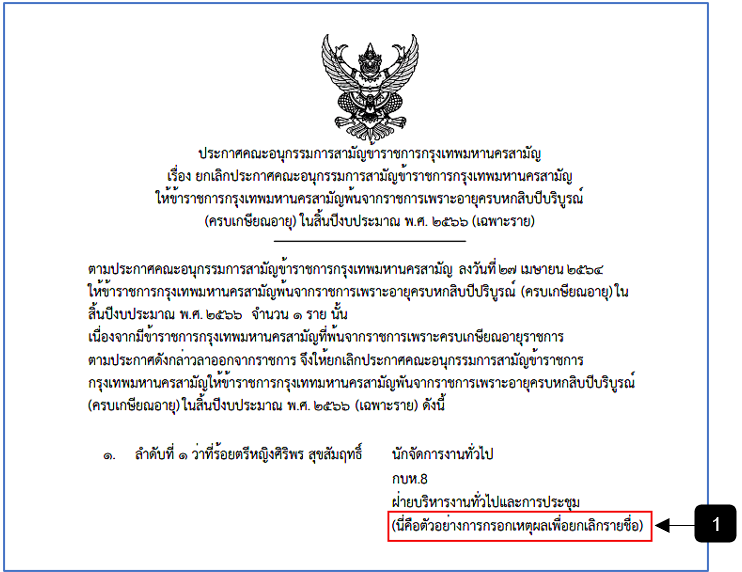 ประกาศคณะอนุกรรมการสามัญข้าราชการกรุงเทพมหานครสามัญ
เรื่อง ยกเลิกประกาศคณะอนุกรรมการสามัญข้าราชการกรุงเทพมหานครสามัญ
ให้ข้าราชการกรุงเทพมหานครสามัญพ้นจากราชการเพราะอายุครบหกสิบปีบริบูรณ์
(ครบเกษียณอายุ) ในสิ้นปีงบประมาณ พ.ศ. ๒๕๖๖ (เฉพาะราย)
ตามประกาศคณะอนุกรรมการสามัญข้าราชการกรุงเทพมหานครสามัญ ลงวันที่ ๒๗ เมษายน ๒๕๖๔
ให้ข้าราชการกรุงเทพมหานครสามัญพ้นจากราชการเพราะอายุครบหกสิบปีปริบูรณ์ (ครบเกษียณอายุ) ใน
สิ้นปีงบประมาณ พ.ศ. ๒๕๖๖ จำนวน ๑ ราย นั้น
เนื่องจากมีข้าราชการกรุงเทพมหานครสามัญที่พ้นจากราชการเพราะครบเกษียณอายุราชการ
ตามประกาศดังกล่าวลาออกจากราชการ จึงให้ยกเลิกประกาศคณะอนุกรรมการสามัญข้าราชการ
กรุงเทพมหานครสามัญให้ข้าราชการกรุงเททมหานครสามัญพันจากราชการเพราะอายุครบหกสิบปีบริบูรณ์
(ครบเกษียณอายุ) ในสิ้นปีงบประมาณ พ.ศ. ๒๕๖๖ (เฉพาะราย) ดังนี้
๑. ลำดับที่ ๑ ว่าที่ร้อยตรีหญิงศิริพร สุขสัมฤทธิ์ นักจัดการงานทั่วไป
กบห.8
ฝ่ายบริหารงานทั่วไปและการประชุม
(นี่คือตัวอย่างการกรอกเหตุผลเพื่อยกเลิกรายชื่อ) 1